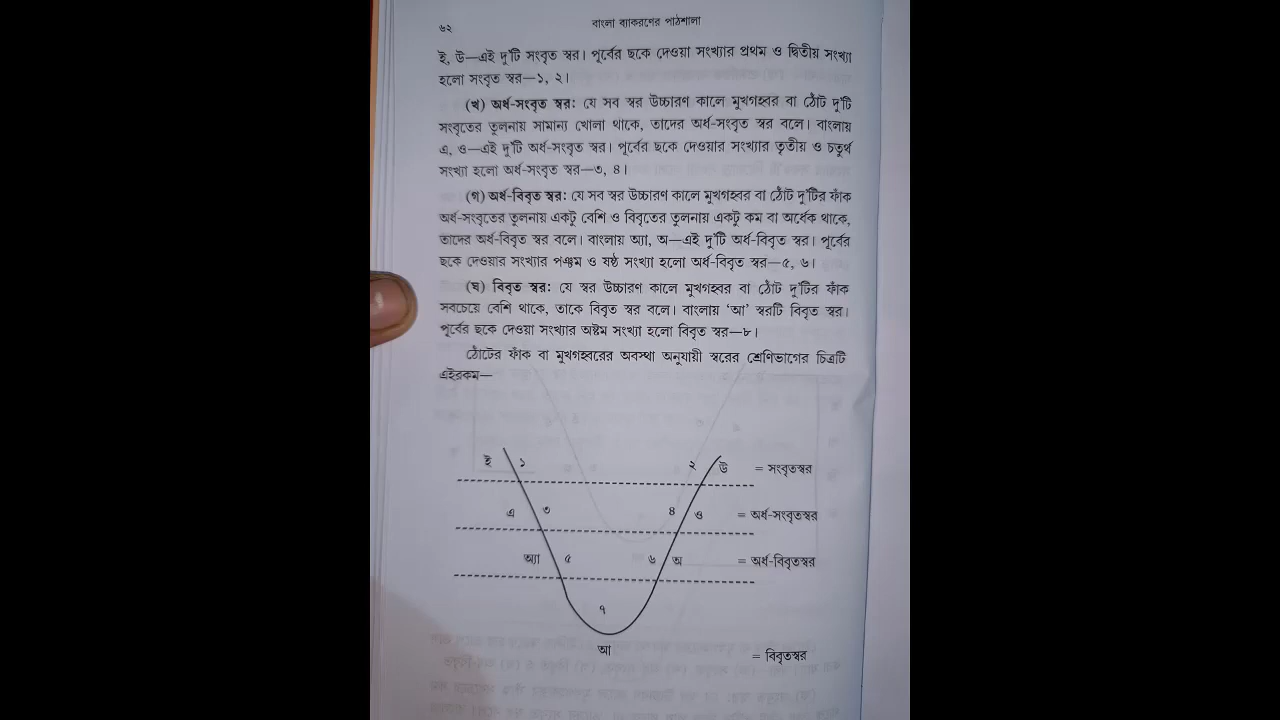 ৬২
বাংলা ব্যাকরণের পাঠশালা
ই, উ—এই দু'টি সংবৃত স্বর। পূর্বের ছকে দেওয়া সংখ্যার প্রথম ও দ্বিতীয় সংখ্যা
হলো সংবৃত স্বর—১, ২।
(খ) অর্ধ-সংবৃত স্বর: যে সব স্বর উচ্চারণ কালে মুখগহ্বর বা ঠোঁট দু'টি
সংবৃতের তুলনায় সামান্য খোলা থাকে, তাদের অর্ধ-সংবৃত স্বর বলে। বাংলায়
এ, ও—এই দু'টি অর্ধ-সংবৃত স্বর। পূর্বের ছকে দেওয়ার সংখ্যার তৃতীয় ও চতুর্থ
সংখ্যা হলো অর্ধ-সংবৃত স্বর—৩, ৪।
(গ) অর্ধ-বিবৃত স্বর: যে সব স্বর উচ্চারণ কালে মুখগহ্বর বা ঠোঁট দু'টির ফাঁক
অর্ধ-সংবৃতের তুলনায় একটু বেশি ও বিবৃতের তুলনায় একটু কম বা অর্ধেক থাকে,
তাদের অর্ধ-বিবৃত স্বর বলে। বাংলায় অ্যা, অ—এই দু'টি অর্ধ-বিবৃত স্বর। পূর্বের
ছকে দেওয়ার সংখ্যার পঞ্চম ও ষষ্ঠ সংখ্যা হলো অর্ধ-বিবৃত স্বর—৫, ৬।
(ঘ) বিবৃত স্বর: যে স্বর উচ্চারণ কালে মুখগহ্বর বা ঠোঁট দু'টির ফাঁক
সবচেয়ে বেশি থাকে, তাকে বিবৃত স্বর বলে। বাংলায় ‘আ’ স্বরটি বিবৃত স্বর।
পূর্বের ছকে দেওয়া সংখ্যার অষ্টম সংখ্যা হলো বিবৃত স্বর—৮।
ঠোঁটের ফাঁক বা মুখগহ্বরের অবস্থা অনুযায়ী স্বরের শ্রেণিভাগের চিত্রটি
এইরকম—
ই ১ ২ উ = সংবৃতস্বর
এ ৩ ৪ ও = অর্ধ-সংবৃতস্বর
অ্যা ৫ ৬ অ = অর্ধ-বিবৃতস্বর
৭
আ = বিবৃতস্বর